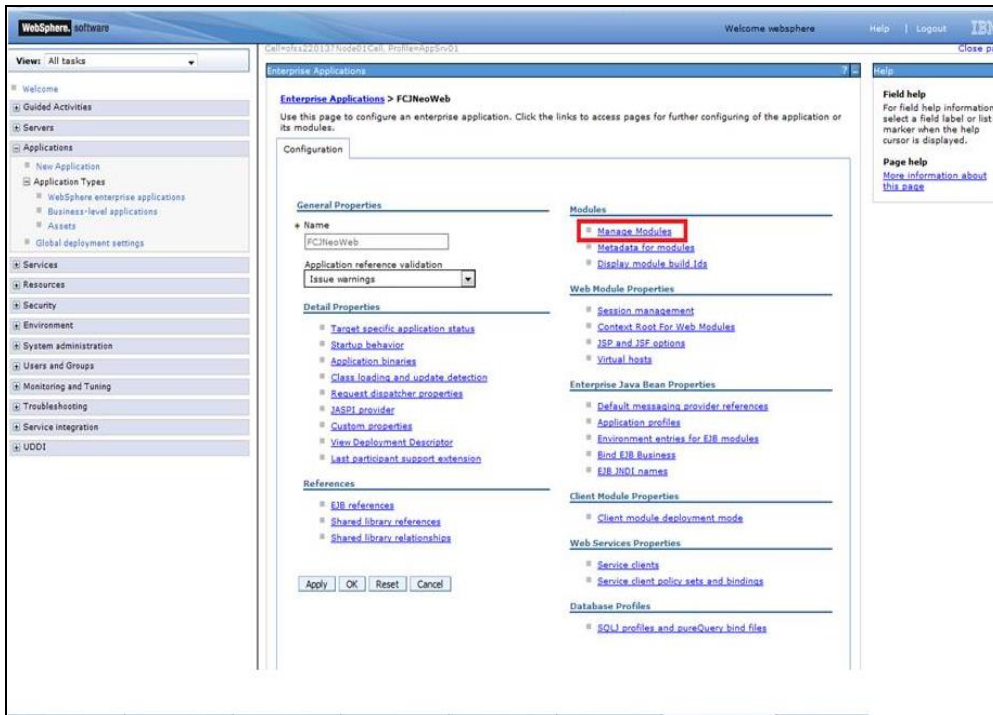 WebSphere. software
Welcome websphere
Help | Logout
IBM
Cell=ofss220137Node01Cell, Profile=AppSrv01
Close p
View: All tasks
Welcome
Guided Activities
Servers
Applications
New Application
Application Types
WebSphere enterprise applications
Business-level applications
Assets
Global deployment settings
Services
Resources
Security
Environment
System administration
Users and Groups
Monitoring and Tuning
Troubleshooting
Service integration
UDDI
Enterprise Applications
? -
Enterprise Applications > FCJNeoWeb
Use this page to configure an enterprise application. Click the links to access pages for further configuring of the application or
its modules.
Configuration
General Properties
Name
FCJNeoWeb
Application reference validation
Issue warnings
Detail Properties
Target specific application status
Startup behavior
Application binaries
Class loading and update detection
Request dispatcher properties
JASPI provider
Custom properties
View Deployment Descriptor
Last participant support extension
References
EJB references
Shared library references
Shared library relationships
Apply OK Reset Cancel
Modules
Manage Modules
Metadata for modules
Display module build Ids
Web Module Properties
Session management
Context Root For Web Modules
JSP and JSF options
Virtual hosts
Enterprise Java Bean Properties
Default messaging provider references
Application profiles
Environment entries for EJB modules
Bind EJB Business
EJB JNDI names
Client Module Properties
Client module deployment mode
Web Services Properties
Service clients
Service client policy sets and bindings
Database Profiles
SQLJ profiles and pureQuery bind files
Help
Field help
For field help information
select a field label or list
marker when the help
cursor is displayed.
Page help
More information about
this page